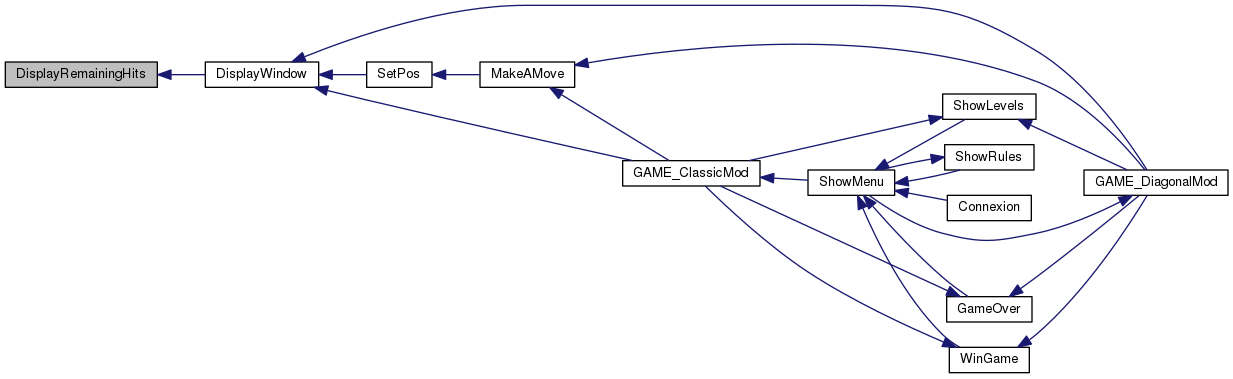 DisplayRemainingHits
DisplayWindow
SetPos
MakeAMove
GAME_ClassicMod
ShowMenu
ShowLevels
ShowRules
Connexion
GameOver
WinGame
GAME_DiagonalMod